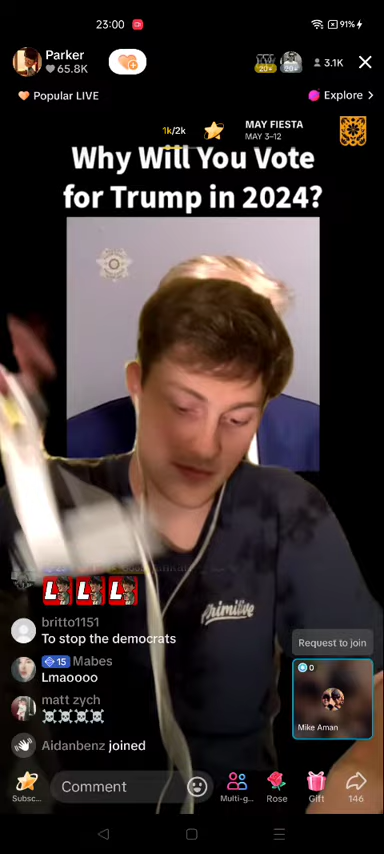 23:00
91%
Parker
65.8K
20+
20+
3.1K
Popular LIVE
Explore >
1k/2k
MAY FIESTA
MAY 3–12
Why Will You Vote
for Trump in 2024?
Primitive
L L L
britto1151
To stop the democrats
15 Mabes
Lmaoooo
matt zych
☠️☠️☠️☠️
Aidanbenz joined
Request to join
0
Mike Aman
Subsc...
Comment
Multi-g...
Rose
Gift
146